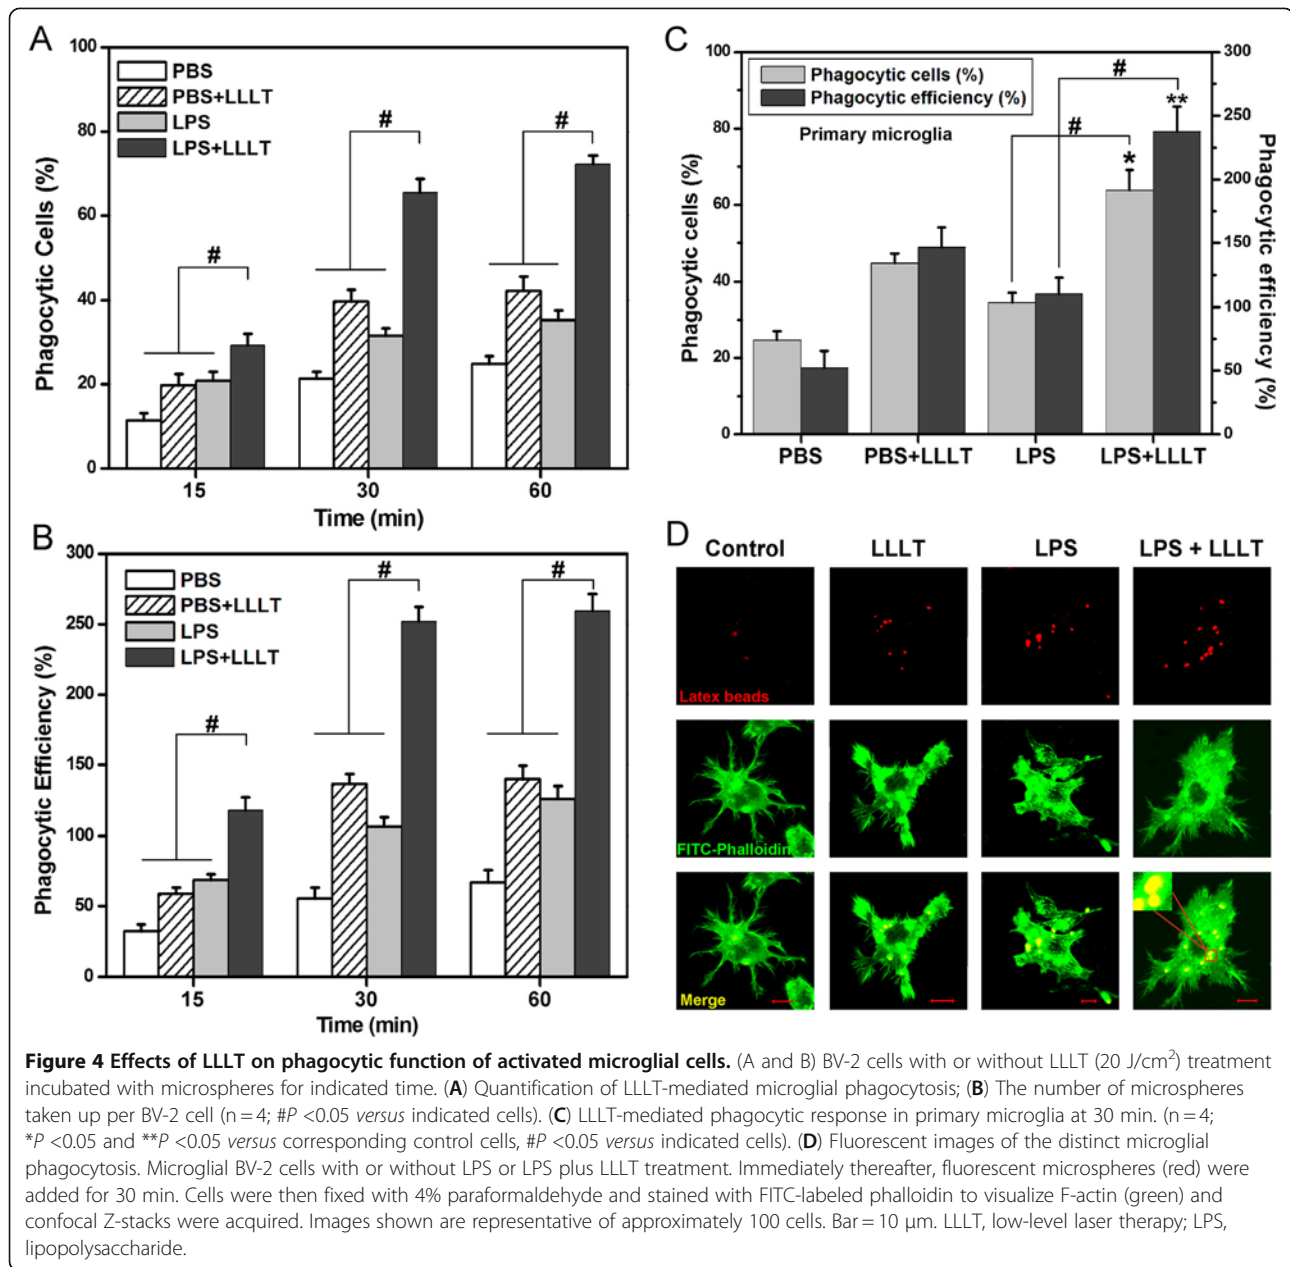 A
100
80
60
40
20
0
Phagocytic Cells (%)
PBS
PBS+LLLT
LPS
LPS+LLLT
#
#
#
15 30 60
Time (min)
B
300
250
200
150
100
50
0
Phagocytic Efficiency (%)
PBS
PBS+LLLT
LPS
LPS+LLLT
#
#
#
15 30 60
Time (min)
C
100
80
60
40
20
0
Phagocytic cells (%)
Phagocytic cells (%)
Phagocytic efficiency (%)
Primary microglia
#
#
*
**
300
250
200
150
100
50
0
Phagocytic efficiency (%)
PBS PBS+LLLT LPS LPS+LLLT
D
Control LLLT LPS LPS + LLLT
Latex beads
FITC-Phalloidin
Merge
Figure 4 Effects of LLLT on phagocytic function of activated microglial cells. (A and B) BV-2 cells with or without LLLT (20 J/cm²) treatment
incubated with microspheres for indicated time. (A) Quantification of LLLT-mediated microglial phagocytosis; (B) The number of microspheres
taken up per BV-2 cell (n = 4; #P <0.05 versus indicated cells). (C) LLLT-mediated phagocytic response in primary microglia at 30 min. (n = 4;
*P <0.05 and **P <0.05 versus corresponding control cells, #P <0.05 versus indicated cells). (D) Fluorescent images of the distinct microglial
phagocytosis. Microglial BV-2 cells with or without LPS or LPS plus LLLT treatment. Immediately thereafter, fluorescent microspheres (red) were
added for 30 min. Cells were then fixed with 4% paraformaldehyde and stained with FITC-labeled phalloidin to visualize F-actin (green) and
confocal Z-stacks were acquired. Images shown are representative of approximately 100 cells. Bar = 10 μm. LLLT, low-level laser therapy; LPS,
lipopolysaccharide.